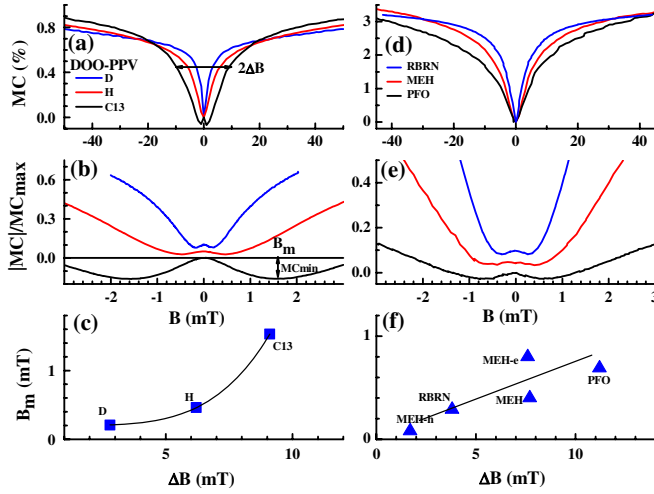 (a)
DOO-PPV
D
H
C13
2ΔB
MC (%)
0.8
0.4
0.0
-40 -20 0 20 40
(d)
RBRN
MEH
PFO
3
2
1
0
-40 -20 0 20 40
(b)
|MC|/MCmax
0.6
0.3
0.0
Bm
MCmin
-2 -1 0 1 2
B (mT)
(e)
0.4
0.2
0.0
-2 -1 0 1 2 3
B (mT)
(c)
Bm (mT)
2
1
0
D
H
C13
5 10
ΔB (mT)
(f)
1
0
MEH-h
RBRN
MEH-e
MEH
PFO
0 5 10
ΔB (mT)